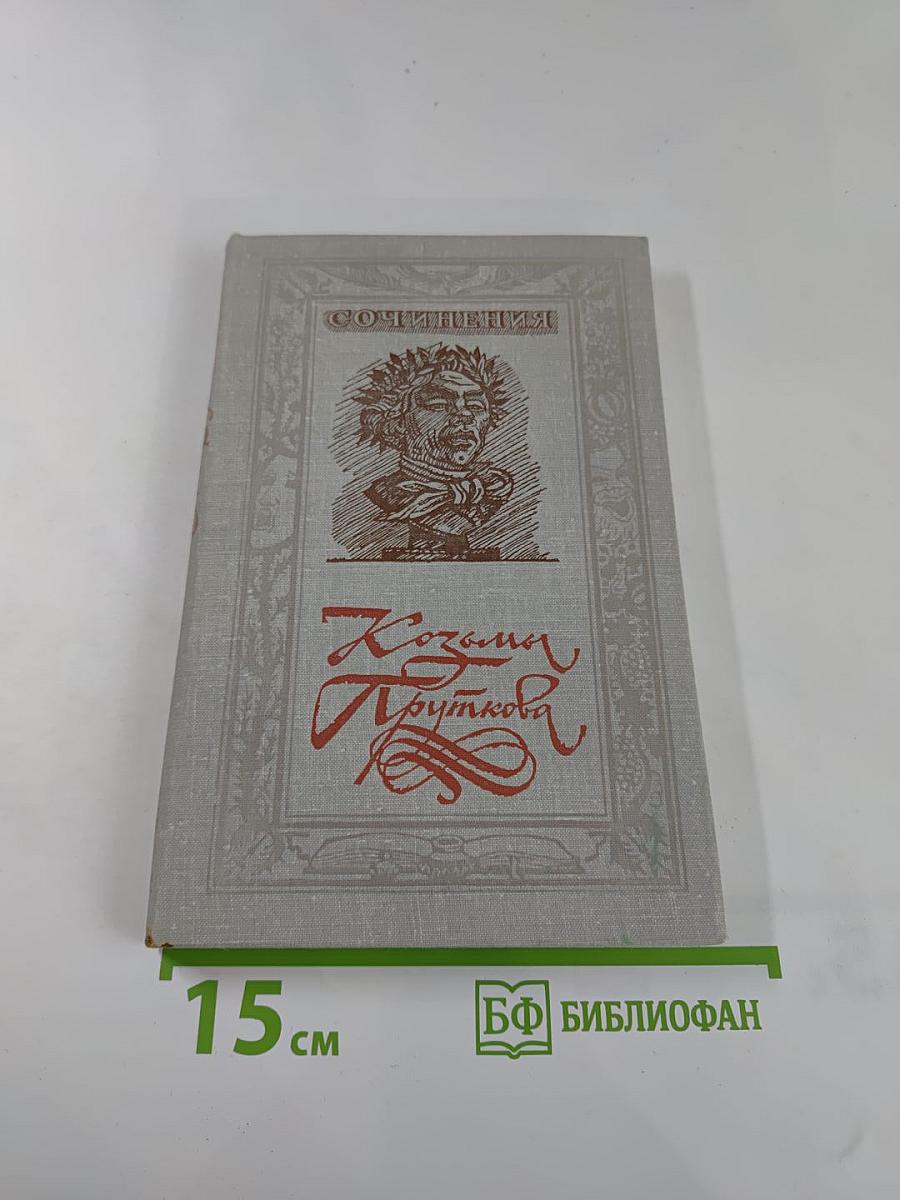 СОЧИНЕНИЯ
Козьмы
Пруткова
15 см
БФ БИБЛИОФАН